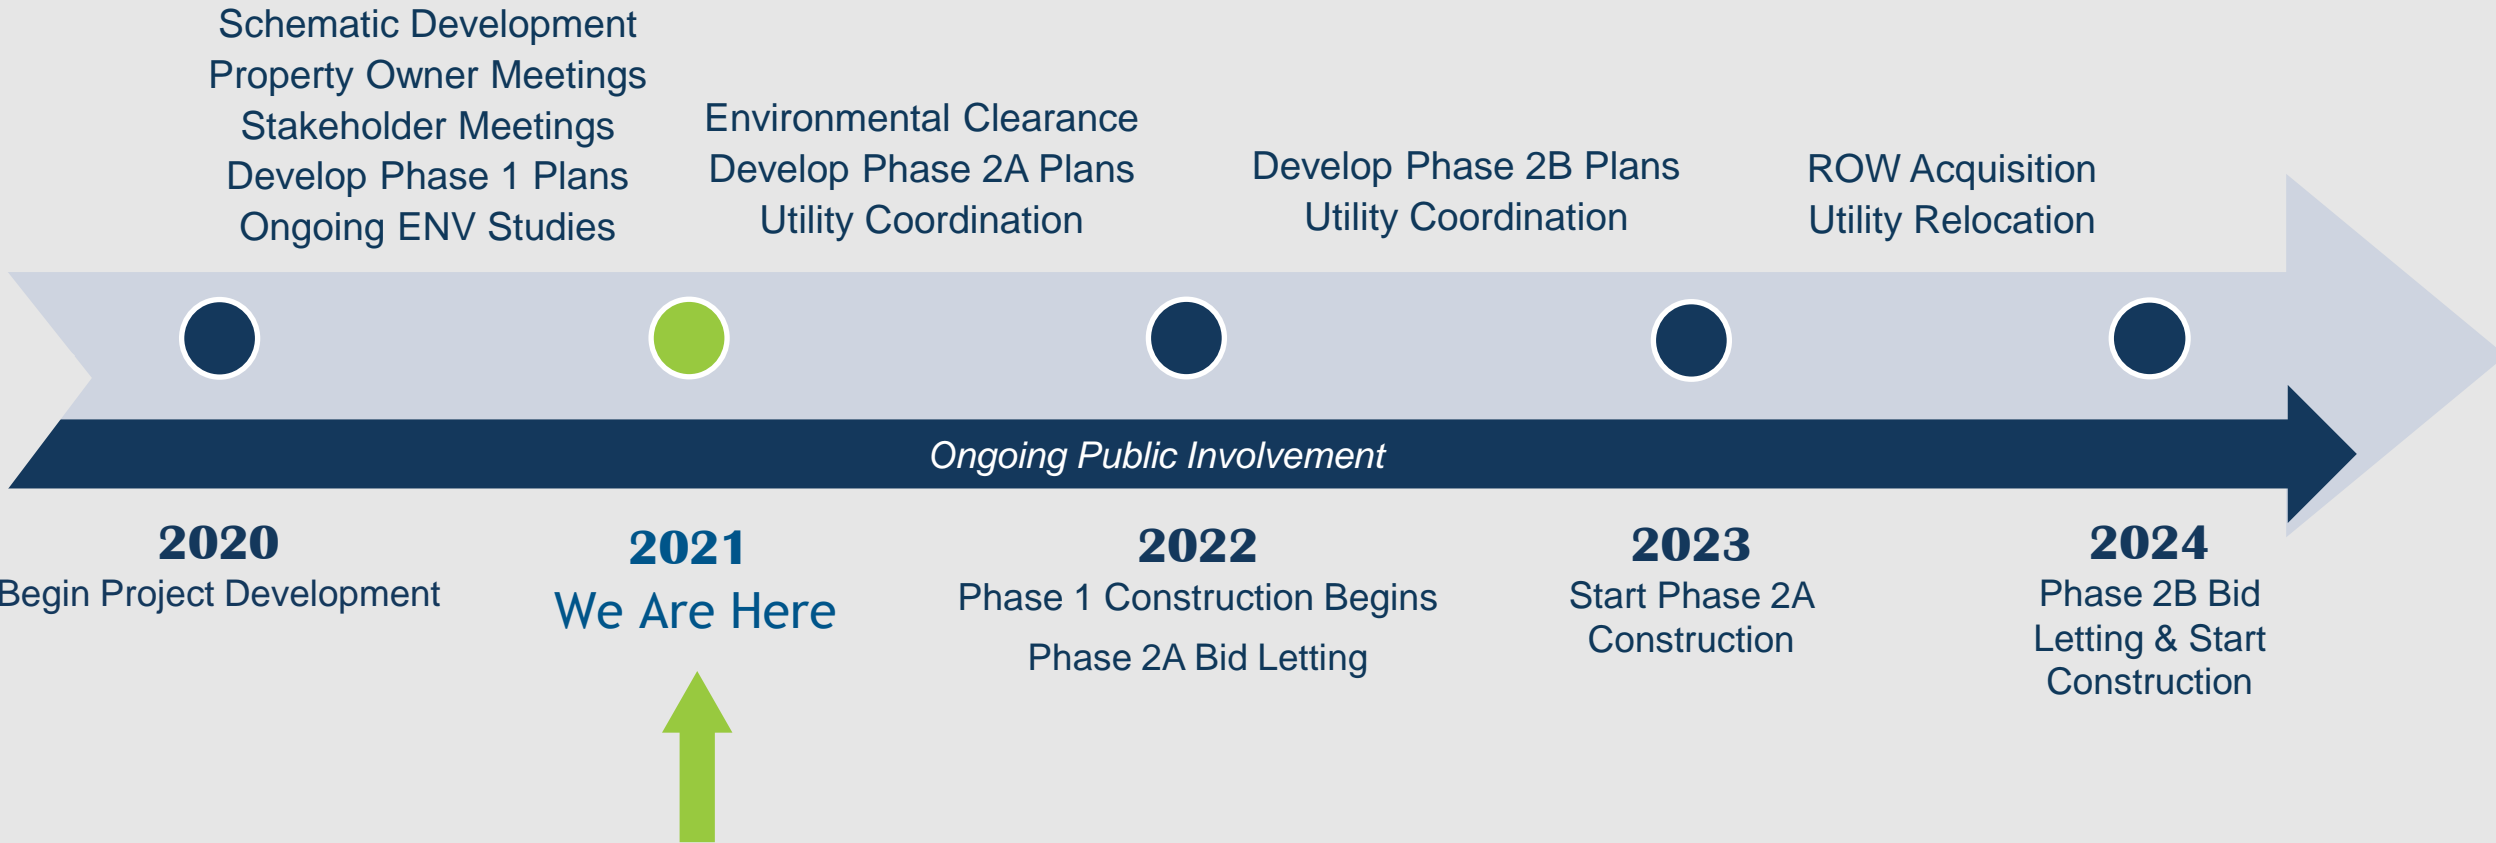 Schematic Development
Property Owner Meetings
Stakeholder Meetings
Develop Phase 1 Plans
Ongoing ENV Studies
Environmental Clearance
Develop Phase 2A Plans
Utility Coordination
Develop Phase 2B Plans
Utility Coordination
ROW Acquisition
Utility Relocation
Ongoing Public Involvement
2020
Begin Project Development
2021
We Are Here
2022
Phase 1 Construction Begins
Phase 2A Bid Letting
2023
Start Phase 2A
Construction
2024
Phase 2B Bid
Letting & Start
Construction